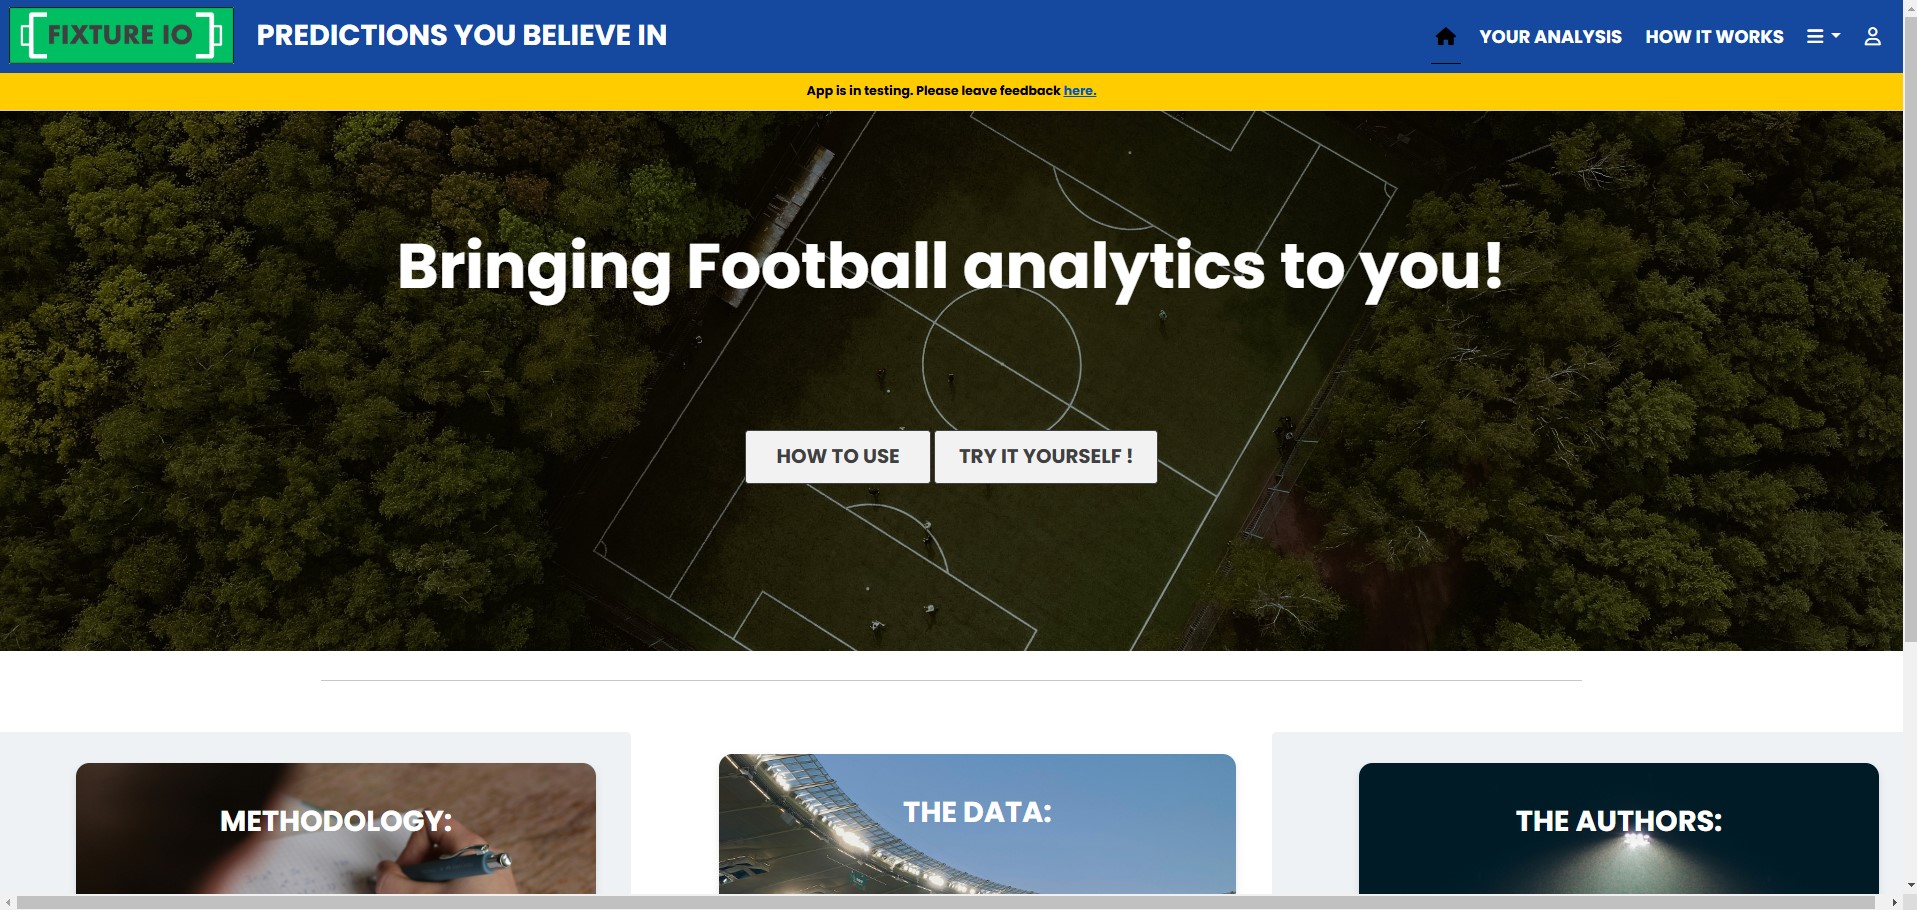 FIXTURE IO
PREDICTIONS YOU BELIEVE IN
YOUR ANALYSIS
HOW IT WORKS
App is in testing. Please leave feedback here.
Bringing Football analytics to you!
HOW TO USE
TRY IT YOURSELF !
METHODOLOGY:
THE DATA:
THE AUTHORS: